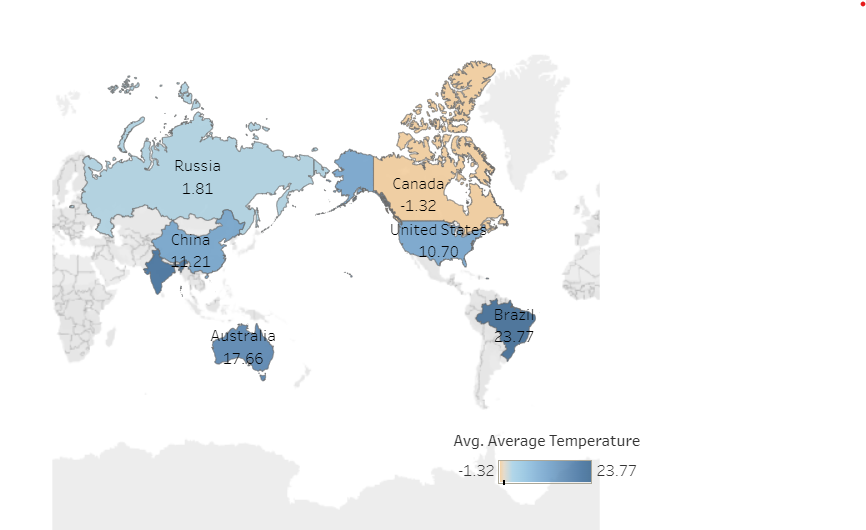 Russia
1.81
Canada
-1.32
United States
10.70
China
11.21
Brazil
23.77
Australia
17.66
Avg. Average Temperature
-1.32 23.77